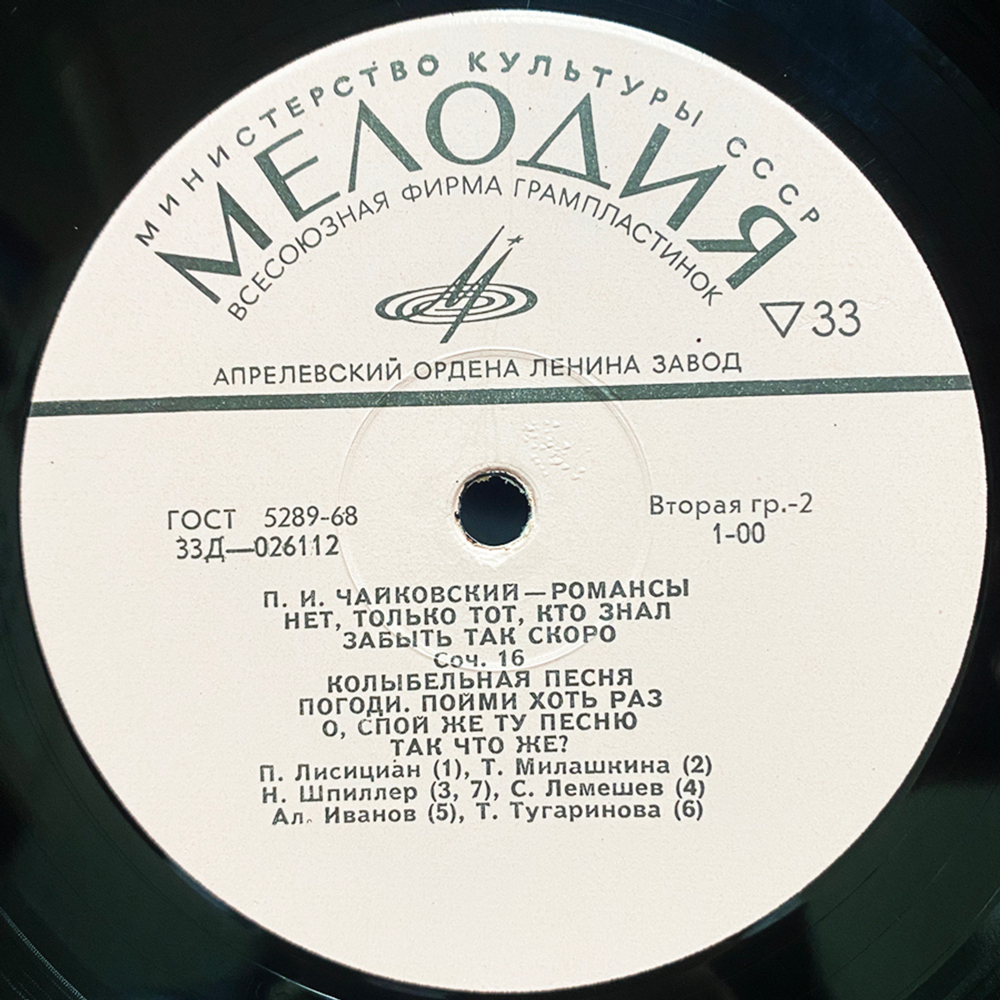 МИНИСТЕРСТВО КУЛЬТУРЫ СССР
МЕЛОДИЯ
ВСЕСОЮЗНАЯ ФИРМА ГРАМПЛАСТИНОК
33
АПРЕЛЕВСКИЙ ОРДЕНА ЛЕНИНА ЗАВОД
ГОСТ 5289-68
33Д—026112
Вторая гр.-2
1-00
П. И. ЧАЙКОВСКИЙ — РОМАНСЫ
НЕТ, ТОЛЬКО ТОТ, КТО ЗНАЛ
ЗАБЫТЬ ТАК СКОРО
Соч. 16
КОЛЫБЕЛЬНАЯ ПЕСНЯ
ПОГОДИ. ПОЙМИ ХОТЬ РАЗ
О, СПОЙ ЖЕ ТУ ПЕСНЮ
ТАК ЧТО ЖЕ?
П. Лисициан (1), Т. Милашкина (2)
Н. Шпиллер (3, 7), С. Лемешев (4)
Ал. Иванов (5), Т. Тугаринова (6)